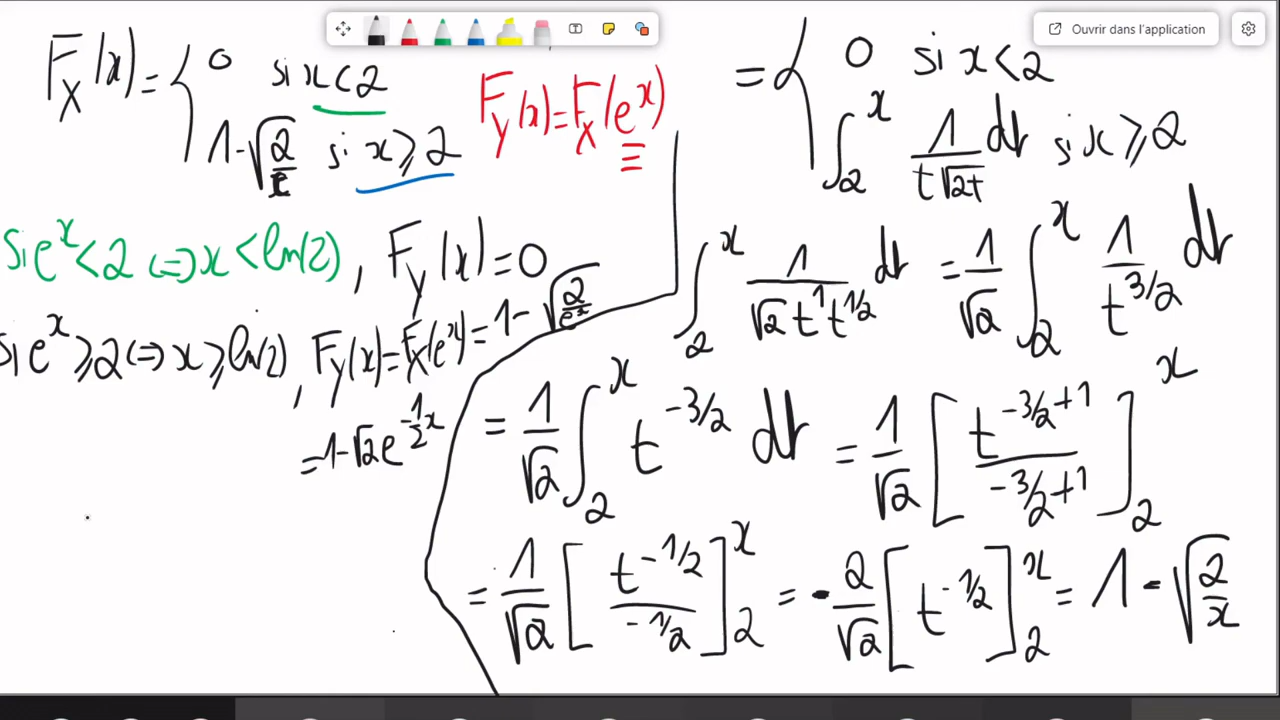 Ouvrir dans l'application
F_X(x) = { 0 si x < 2
1 - √(2/x) si x ⩾ 2
F_Y(x) = F_X(e^x)
si e^x < 2 ⟺ x < ln(2), F_Y(x) = 0
si e^x ⩾ 2 ⟺ x ⩾ ln(2), F_Y(x) = F_X(e^x) = 1 - √(2/e^x)
= 1 - √2 e^(-1/2 x)
= { 0 si x < 2
∫_2^x 1/(t√(2t)) dt si x ⩾ 2
∫_2^x 1/(√2 t^1 t^(1/2)) dt = 1/√2 ∫_2^x 1/t^(3/2) dt
= 1/√2 ∫_2^x t^(-3/2) dt = 1/√2 [ t^(-3/2+1) / (-3/2+1) ]_2^x
= 1/√2 [ t^(-1/2) / (-1/2) ]_2^x = - 2/√2 [ t^(-1/2) ]_2^x = 1 - √(2/x)